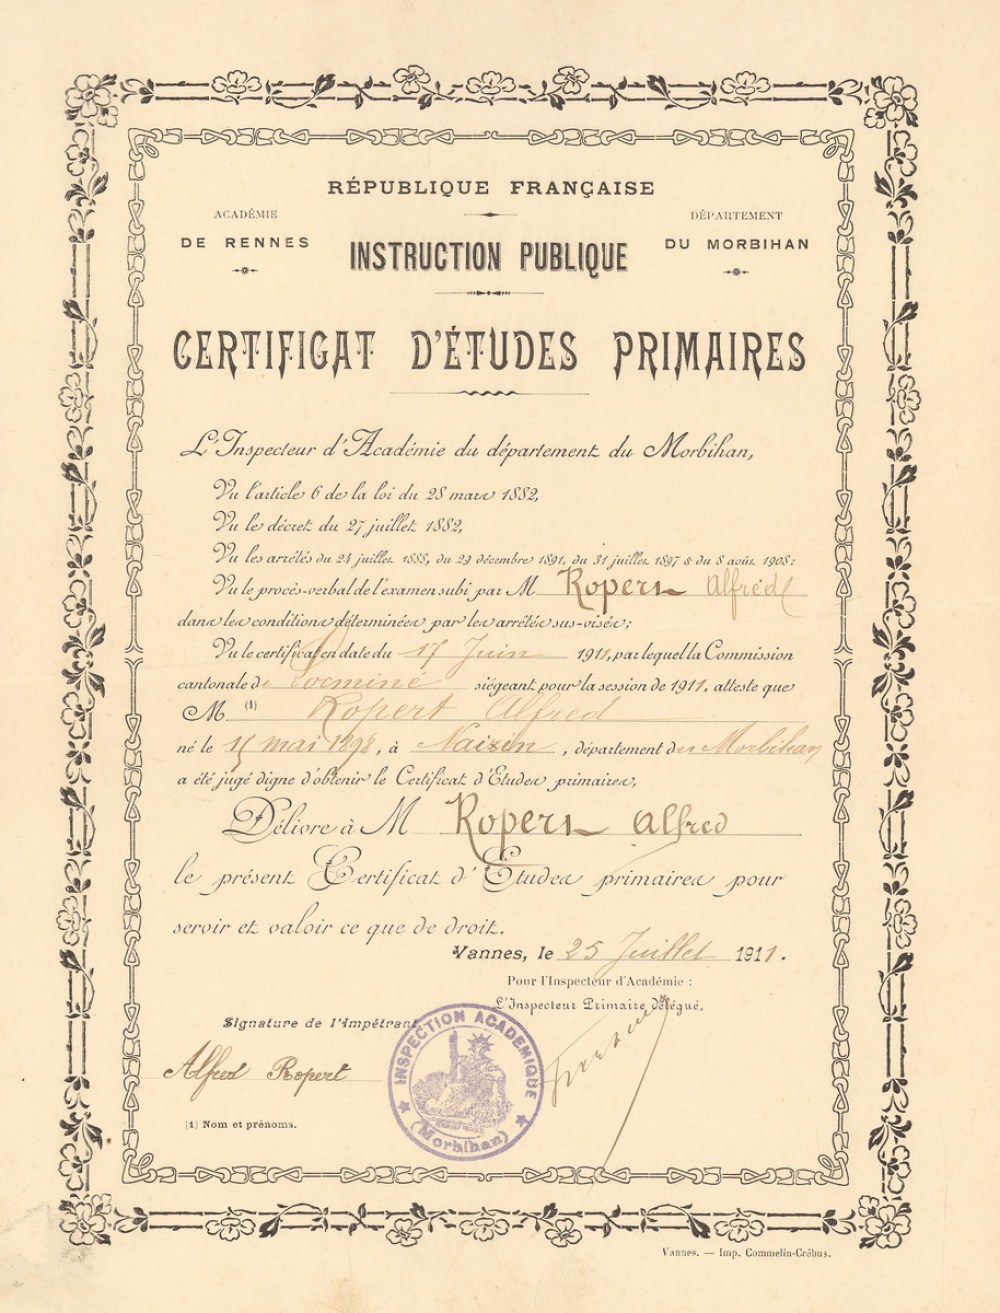 RÉPUBLIQUE FRANÇAISE
ACADÉMIE
DE RENNES
DÉPARTEMENT
DU MORBIHAN
INSTRUCTION PUBLIQUE
CERTIFICAT D'ÉTUDES PRIMAIRES
L'Inspecteur d'Académie du département du Morbihan,
Vu l'article 6 de la loi du 28 mars 1882,
Vu le décret du 27 juillet 1882,
Vu les arrêtés du 24 juillet 1888, du 29 décembre 1891, du 31 juillet 1897 & du 8 août 1908;
Vu le procès-verbal de l'examen subi par M Ropert Alfred
dans les conditions déterminées par les arrêtés sus-visés;
Vu le certificat en date du 17 Juin 1911, par lequel la Commission
cantonale de Locminé siégeant pour la session de 1911, atteste que
M (1) Ropert Alfred
né le mai 1898, à Naizin, département du Morbihan
a été jugé digne d'obtenir le Certificat d'Etudes primaires,
Délivre à M Ropert Alfred
le présent Certificat d'Etudes primaires pour
servir et valoir ce que de droit.
Vannes, le 25 Juillet 1911.
Pour l'Inspecteur d'Académie :
L'Inspecteur Primaire délégué,
Signature de l'impétrant
Alfred Ropert
INSPECTION ACADÉMIQUE
(Morbihan)
(1) Nom et prénoms.
Vannes. — Imp. Commelin-Crébus.